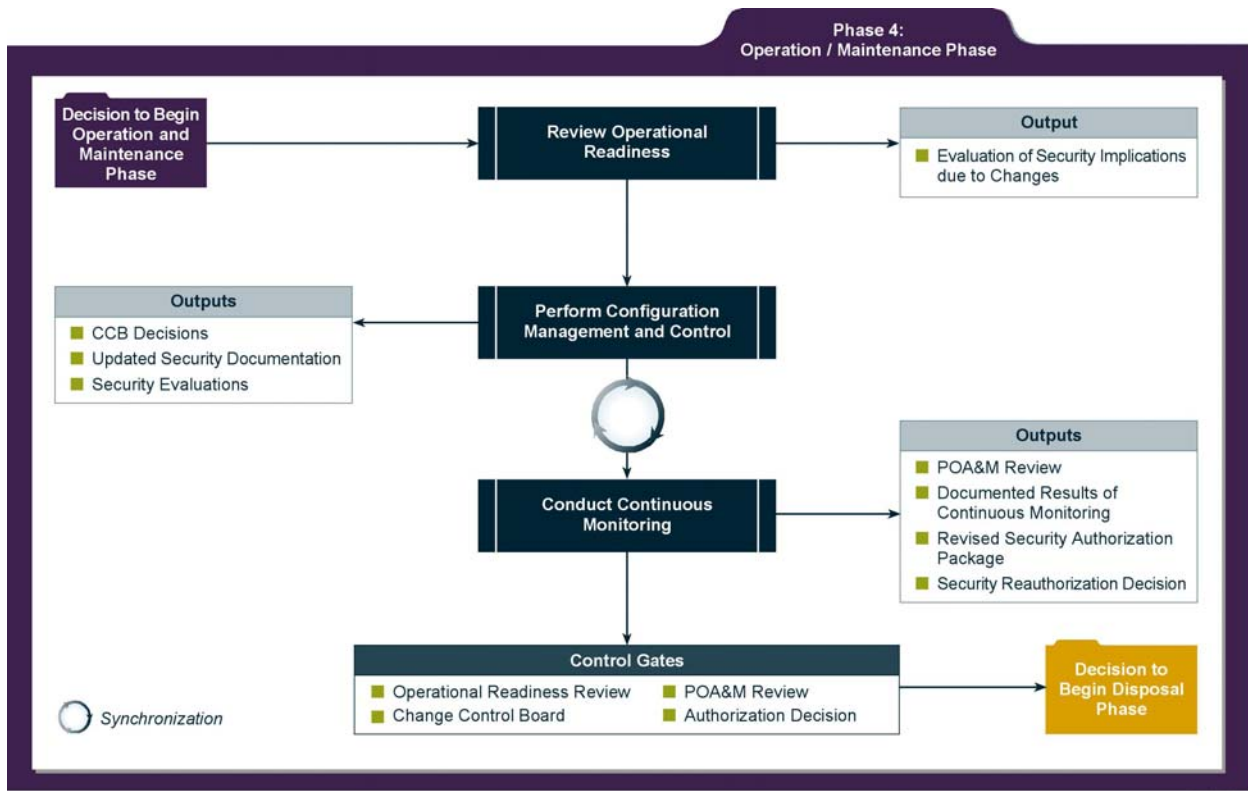 Phase 4:
Operation / Maintenance Phase
Decision to Begin
Operation and
Maintenance
Phase
Review Operational
Readiness
Output
Evaluation of Security Implications
due to Changes
Outputs
CCB Decisions
Updated Security Documentation
Security Evaluations
Perform Configuration
Management and Control
Conduct Continuous
Monitoring
Outputs
POA&M Review
Documented Results of
Continuous Monitoring
Revised Security Authorization
Package
Security Reauthorization Decision
Control Gates
Operational Readiness Review
Change Control Board
POA&M Review
Authorization Decision
Decision to
Begin Disposal
Phase
Synchronization